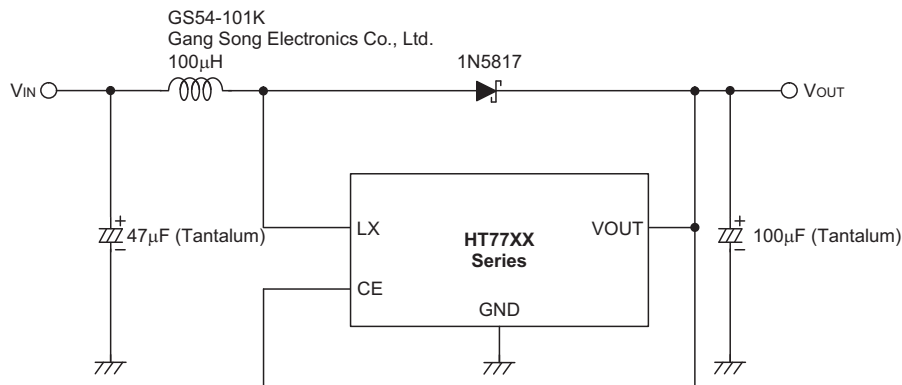 GS54-101K
Gang Song Electronics Co., Ltd.
100μH
1N5817
VIN
VOUT
47μF (Tantalum)
+
−
LX
HT77XX
Series
VOUT
+
−
100μF (Tantalum)
CE
GND